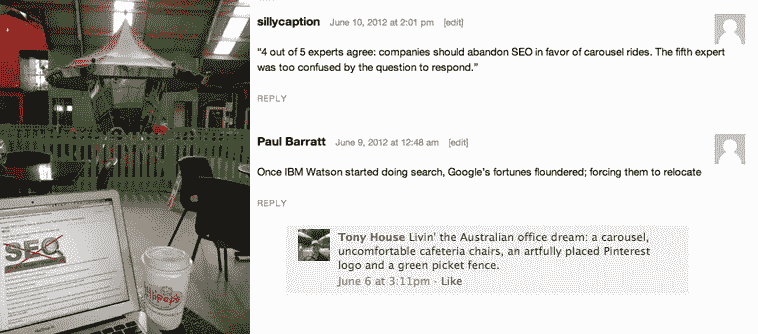 SEO
sillycaption June 10, 2012 at 2:01 pm [edit]
"4 out of 5 experts agree: companies should abandon SEO in favor of carousel rides. The fifth expert
was too confused by the question to respond."
REPLY
Paul Barratt June 9, 2012 at 12:48 am [edit]
Once IBM Watson started doing search, Google's fortunes floundered; forcing them to relocate
REPLY
Tony House Livin' the Australian office dream: a carousel,
uncomfortable cafeteria chairs, an artfully placed Pinterest
logo and a green picket fence.
June 6 at 3:11pm · Like